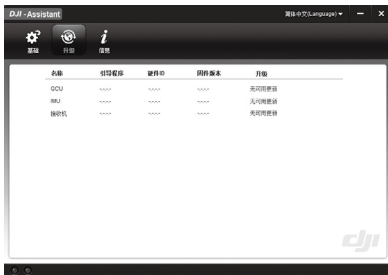 DJI - Assistant 简体中文(Language)
基础 升级 信息
名称 引导程序 硬件ID 固件版本 升级
GCU -.-.-.- -.-.-.- -.-.-.- 无可用更新
IMU -.-.-.- -.-.-.- -.-.-.- 无可用更新
接收机 -.-.-.- -.-.-.- -.-.-.- 无可用更新
dji